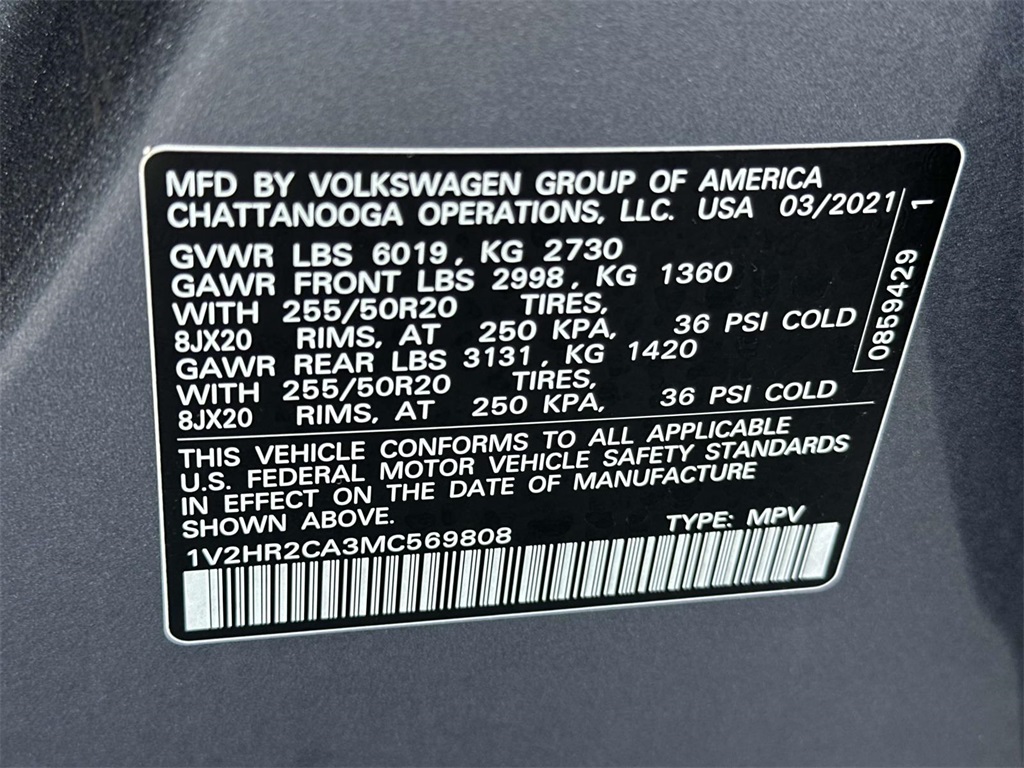 MFD BY VOLKSWAGEN GROUP OF AMERICA
CHATTANOOGA OPERATIONS, LLC. USA 03/2021
GVWR LBS 6019, KG 2730
GAWR FRONT LBS 2998, KG 1360
WITH 255/50R20 TIRES,
8JX20 RIMS, AT 250 KPA, 36 PSI COLD
GAWR REAR LBS 3131, KG 1420
WITH 255/50R20 TIRES,
8JX20 RIMS, AT 250 KPA, 36 PSI COLD
THIS VEHICLE CONFORMS TO ALL APPLICABLE
U.S. FEDERAL MOTOR VEHICLE SAFETY STANDARDS
IN EFFECT ON THE DATE OF MANUFACTURE
SHOWN ABOVE.
TYPE: MPV
1V2HR2CA3MC569808
0859429
1